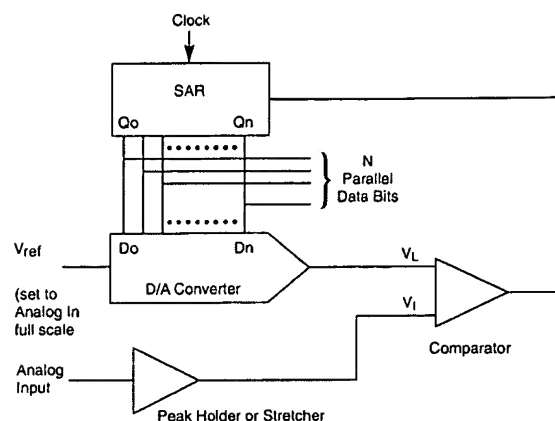 Clock
SAR
Qo Qn
N
Parallel
Data Bits
Do Dn
Vref
D/A Converter
VL
(set to
Analog In
full scale
VI
Comparator
Analog
Input
Peak Holder or Stretcher